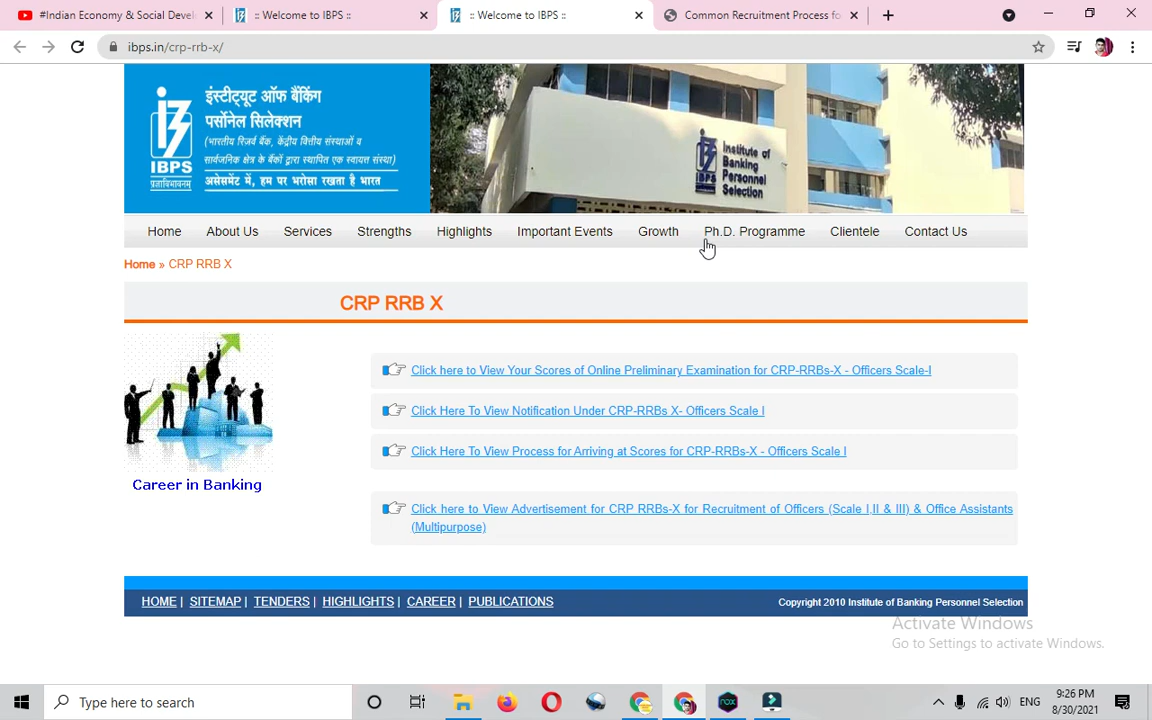 #Indian Economy & Social Devel
:: Welcome to IBPS ::
:: Welcome to IBPS ::
Common Recruitment Process fo
ibps.in/crp-rrb-x/
इंस्टीट्यूट ऑफ बैंकिंग
पर्सोनेल सिलेक्शन
(भारतीय रिजर्व बैंक, केंद्रीय वित्तीय संस्थाओं व
सार्वजनिक क्षेत्र के बैंकों द्वारा स्थापित एक स्वायत्त संस्था)
असेसमेंट में, हम पर भरोसा रखता है भारत
IBPS
प्रतिभाविभावनम्
Institute of
Banking
Personnel
Selection
IBPS
Home About Us Services Strengths Highlights Important Events Growth Ph.D. Programme Clientele Contact Us
Home » CRP RRB X
CRP RRB X
Click here to View Your Scores of Online Preliminary Examination for CRP-RRBs-X - Officers Scale-I
Click Here To View Notification Under CRP-RRBs X- Officers Scale I
Click Here To View Process for Arriving at Scores for CRP-RRBs-X - Officers Scale I
Career in Banking
Click here to View Advertisement for CRP RRBs-X for Recruitment of Officers (Scale I,II & III) & Office Assistants
(Multipurpose)
HOME | SITEMAP | TENDERS | HIGHLIGHTS | CAREER | PUBLICATIONS
Copyright 2010 Institute of Banking Personnel Selection
Activate Windows
Go to Settings to activate Windows.
Type here to search
ENG
9:26 PM
8/30/2021